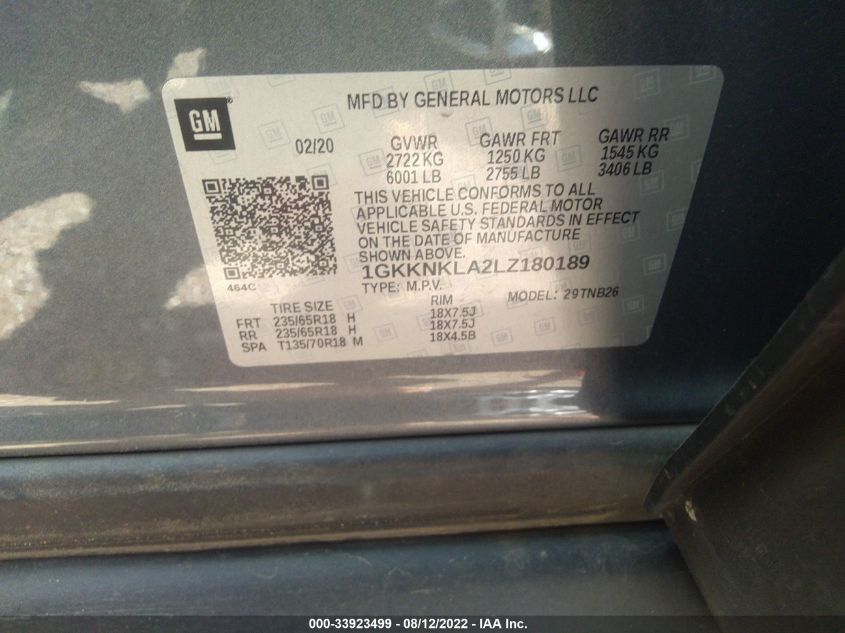 GM
MFD BY GENERAL MOTORS LLC
02/20 GVWR GAWR FRT GAWR RR
2722 KG 1250 KG 1545 KG
6001 LB 2755 LB 3406 LB
THIS VEHICLE CONFORMS TO ALL
APPLICABLE U.S. FEDERAL MOTOR
VEHICLE SAFETY STANDARDS IN EFFECT
ON THE DATE OF MANUFACTURE
SHOWN ABOVE.
464C 1GKKNKLA2LZ180189
TYPE: M.P.V. MODEL: 29TNB26
TIRE SIZE RIM
FRT 235/65R18 H 18X7.5J
RR 235/65R18 H 18X7.5J
SPA T135/70R18 M 18X4.5B
000-33923499 - 08/12/2022 - IAA Inc.